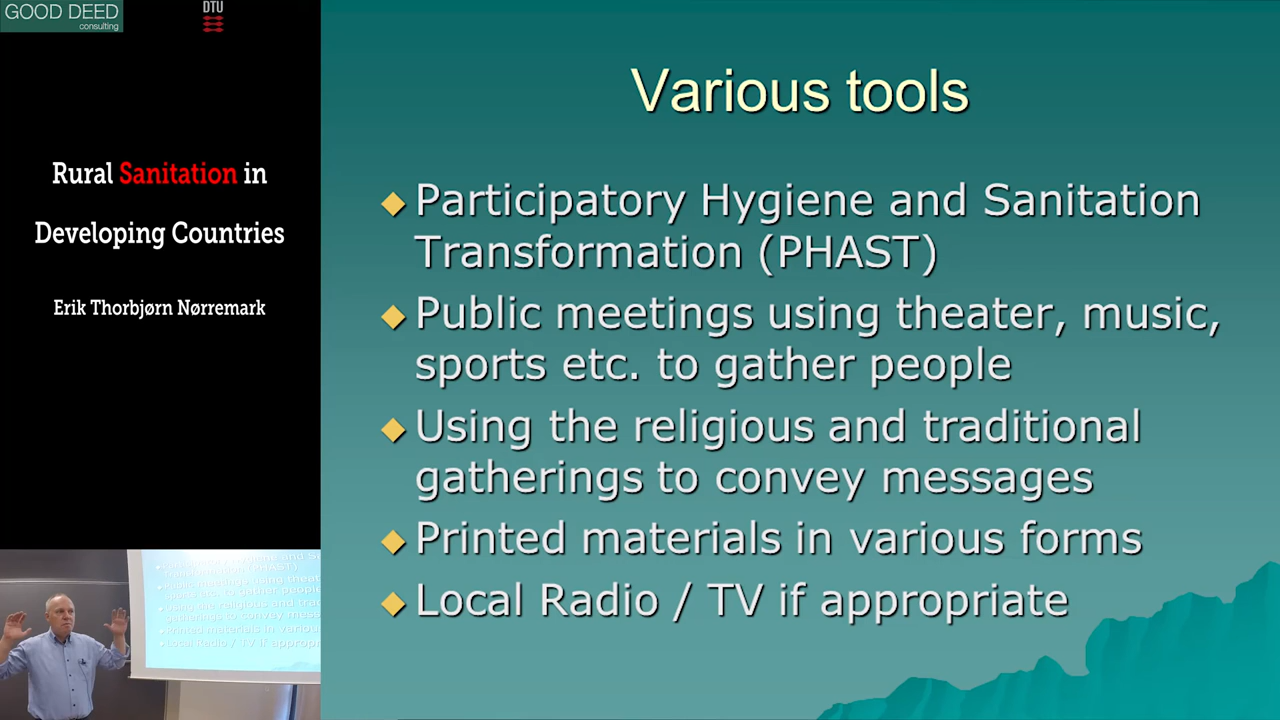 GOOD DEED
consulting
DTU
Rural Sanitation in
Developing Countries
Erik Thorbjørn Nørremark
Various tools
Participatory Hygiene and Sanitation
Transformation (PHAST)
Public meetings using theater, music,
sports etc. to gather people
Using the religious and traditional
gatherings to convey messages
Printed materials in various forms
Local Radio / TV if appropriate